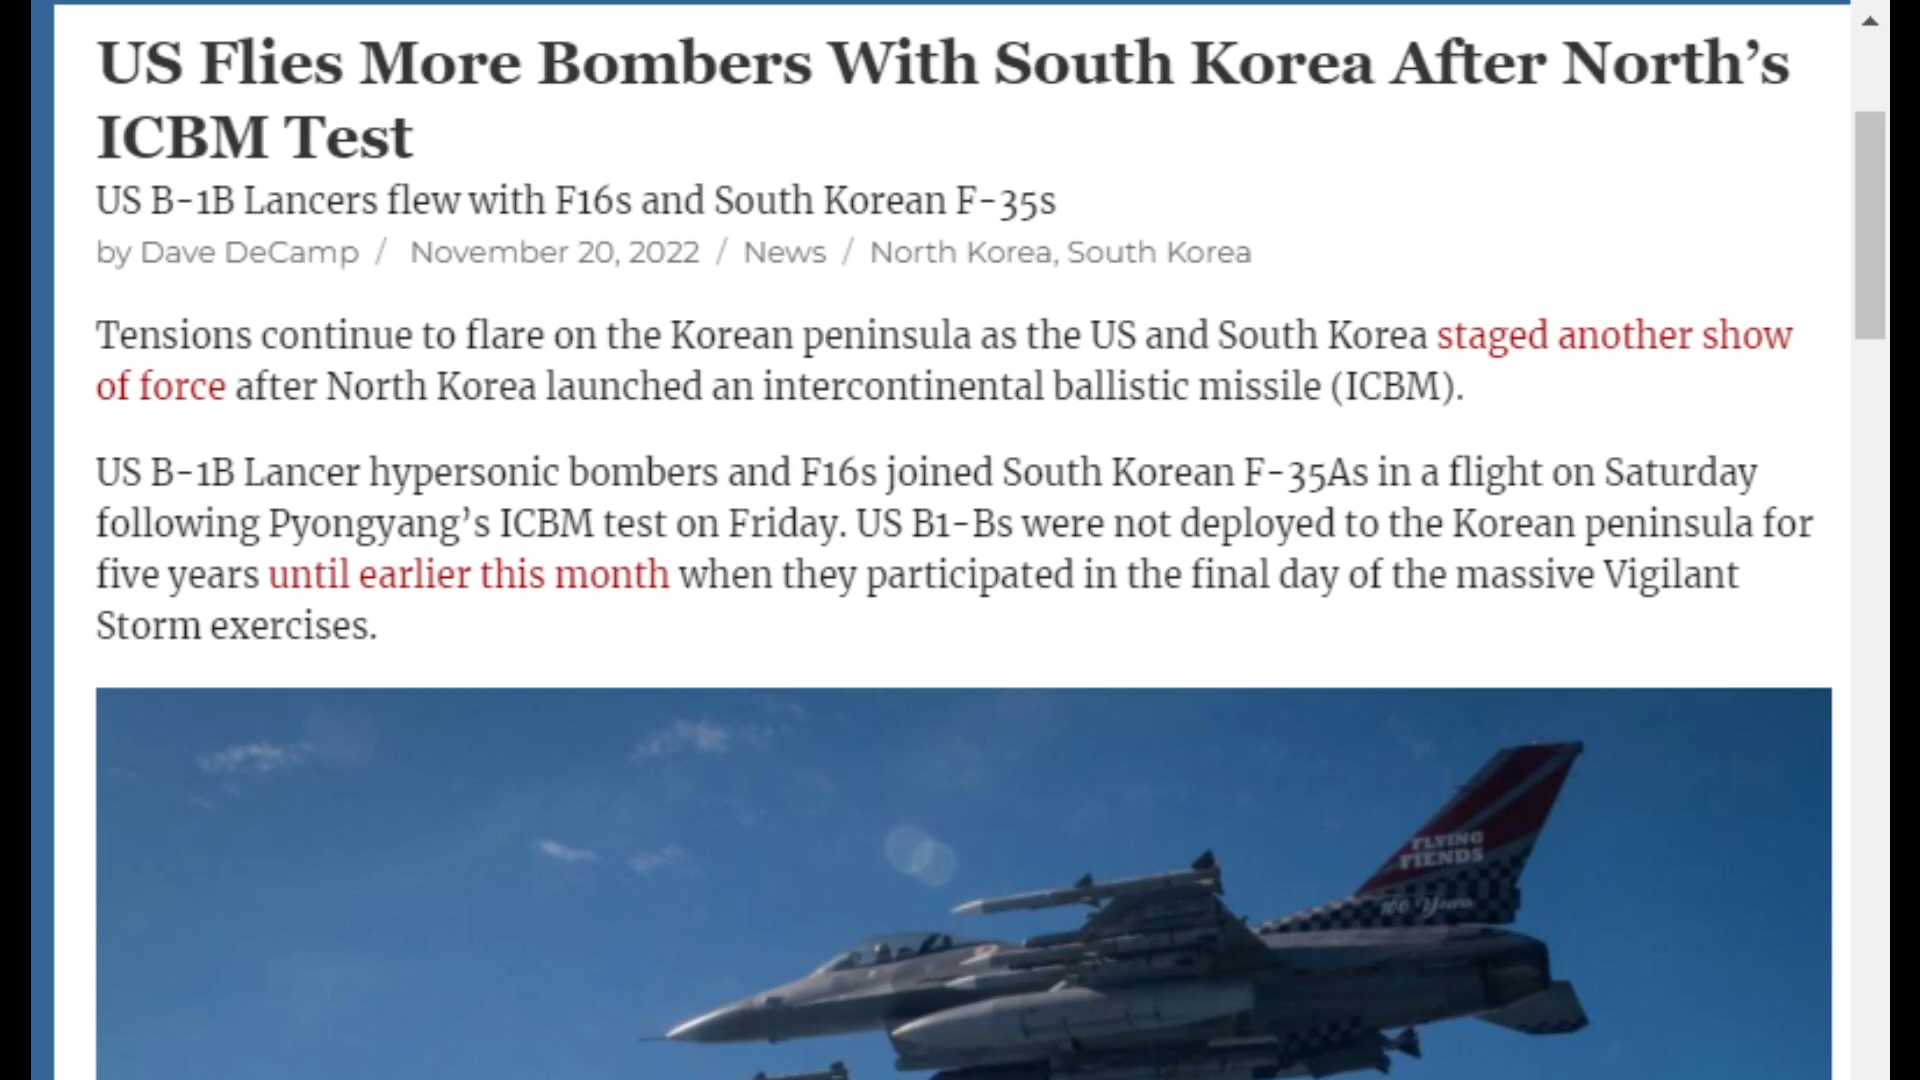 US Flies More Bombers With South Korea After North’s
ICBM Test
US B-1B Lancers flew with F16s and South Korean F-35s
by Dave DeCamp / November 20, 2022 / News / North Korea, South Korea
Tensions continue to flare on the Korean peninsula as the US and South Korea staged another show
of force after North Korea launched an intercontinental ballistic missile (ICBM).
US B-1B Lancer hypersonic bombers and F16s joined South Korean F-35As in a flight on Saturday
following Pyongyang’s ICBM test on Friday. US B1-Bs were not deployed to the Korean peninsula for
five years until earlier this month when they participated in the final day of the massive Vigilant
Storm exercises.
FLYING
FIENDS
100 Years